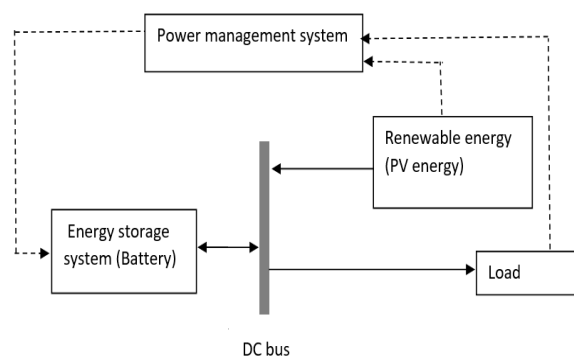 Power management system
Renewable energy
(PV energy)
Energy storage
system (Battery)
Load
DC bus